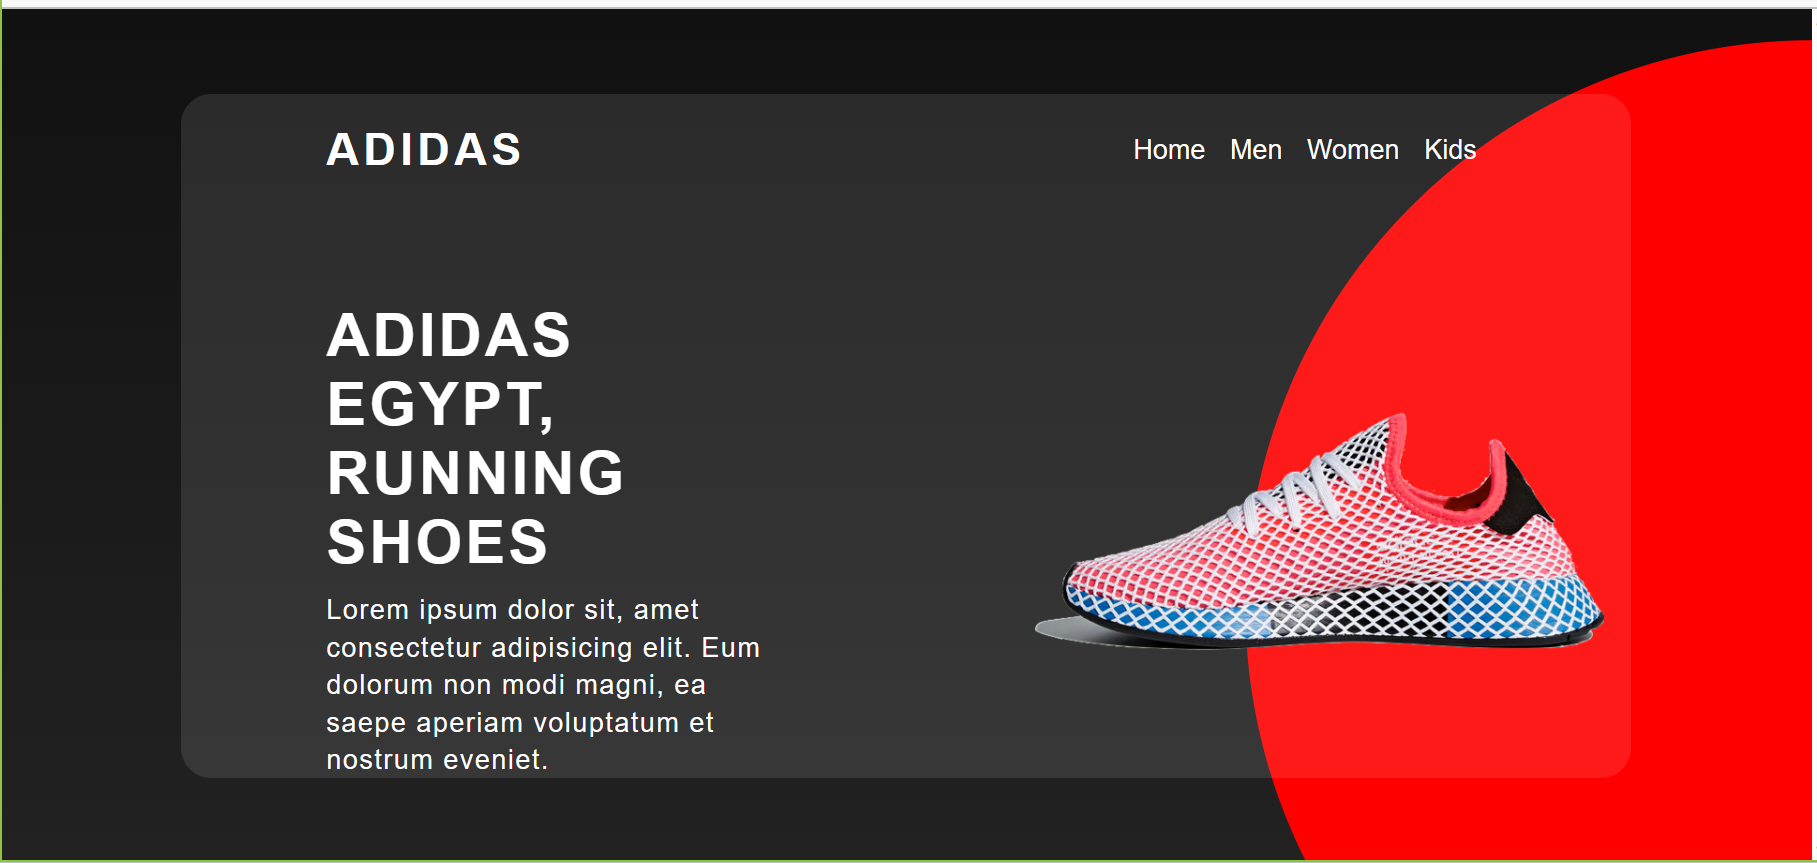 ADIDAS
Home Men Women Kids
ADIDAS
EGYPT,
RUNNING
SHOES
Lorem ipsum dolor sit, amet
consectetur adipisicing elit. Eum
dolorum non modi magni, ea
saepe aperiam voluptatum et
nostrum eveniet.